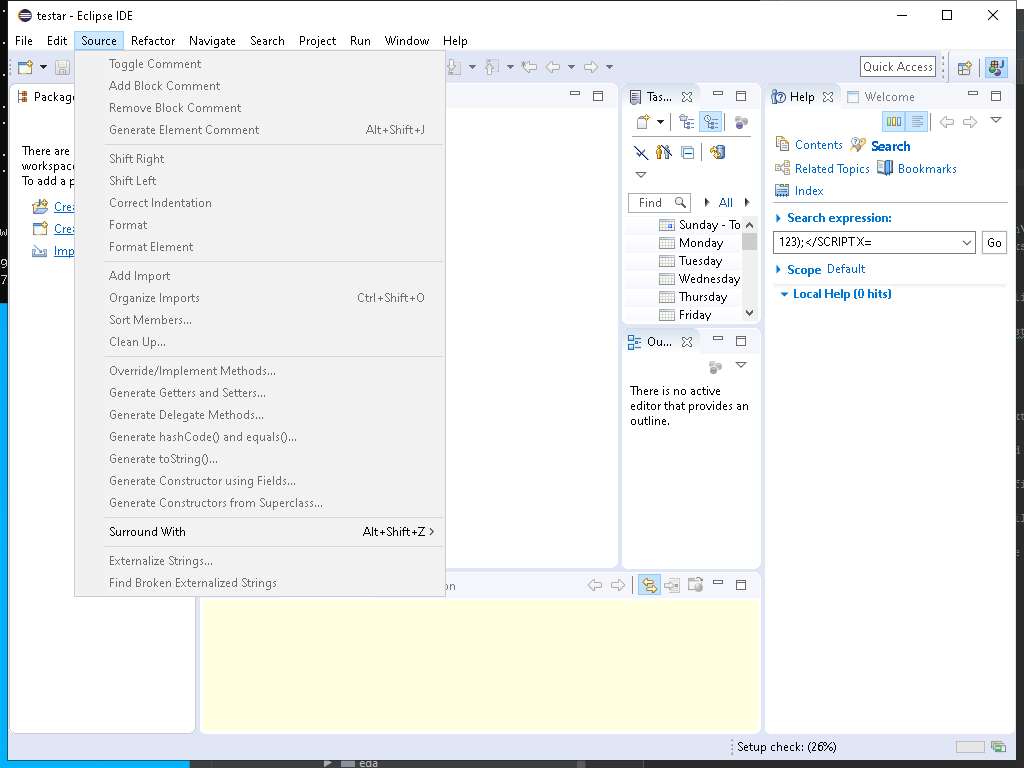 testar - Eclipse IDE
File Edit Source Refactor Navigate Search Project Run Window Help
Quick Access
Toggle Comment
Add Block Comment
Remove Block Comment
Generate Element Comment Alt+Shift+J
Shift Right
Shift Left
Correct Indentation
Format
Format Element
Add Import
Organize Imports Ctrl+Shift+O
Sort Members...
Clean Up...
Override/Implement Methods...
Generate Getters and Setters...
Generate Delegate Methods...
Generate hashCode() and equals()...
Generate toString()...
Generate Constructor using Fields...
Generate Constructors from Superclass...
Surround With Alt+Shift+Z
Externalize Strings...
Find Broken Externalized Strings
Packag
There are
workspac
To add a p
Crea
Crea
Imp
on
Tas...
Find All
Sunday - To
Monday
Tuesday
Wednesday
Thursday
Friday
Ou...
There is no active
editor that provides an
outline.
Help Welcome
Contents Search
Related Topics Bookmarks
Index
Search expression:
123);</SCRIPT X= Go
Scope Default
Local Help (0 hits)
Setup check: (26%)
eda